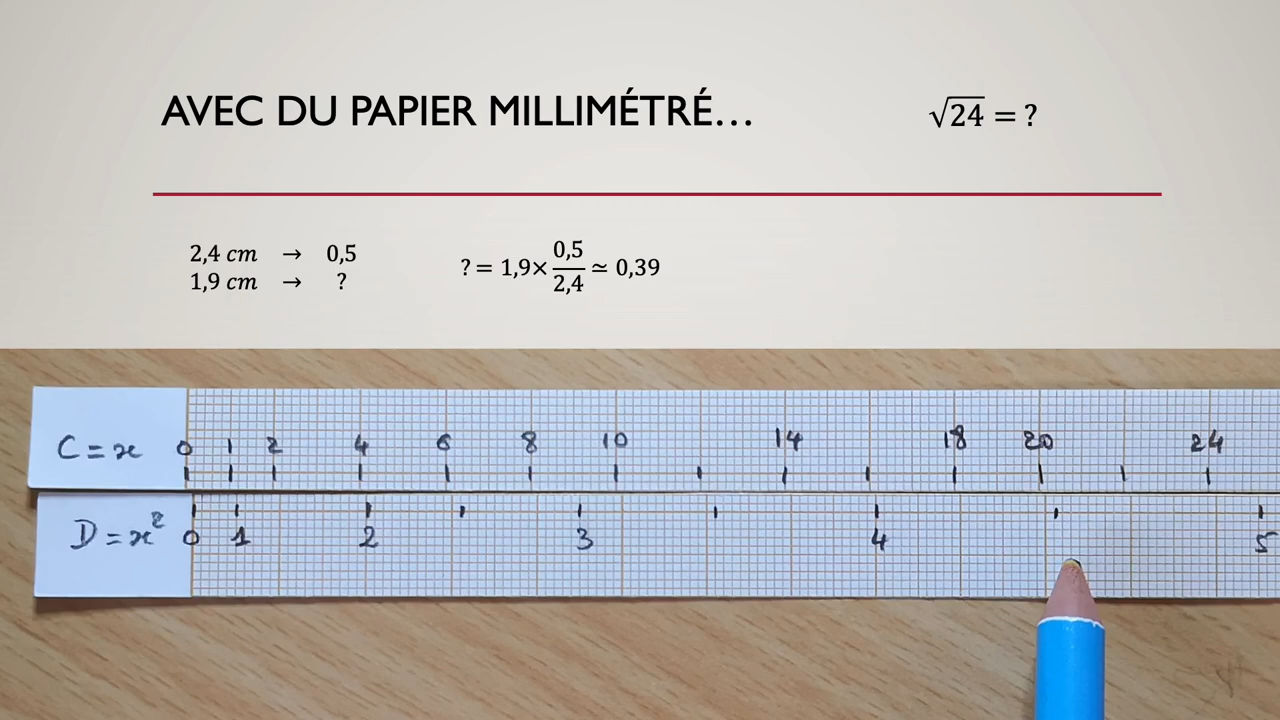 AVEC DU PAPIER MILLIMÉTRÉ…
√24 = ?
2,4 cm → 0,5
1,9 cm → ?
? = 1,9× 0,5/2,4 ≃ 0,39
C = x 0 1 2 4 6 8 10 14 18 20 24
D = x² 0 1 2 3 4 5